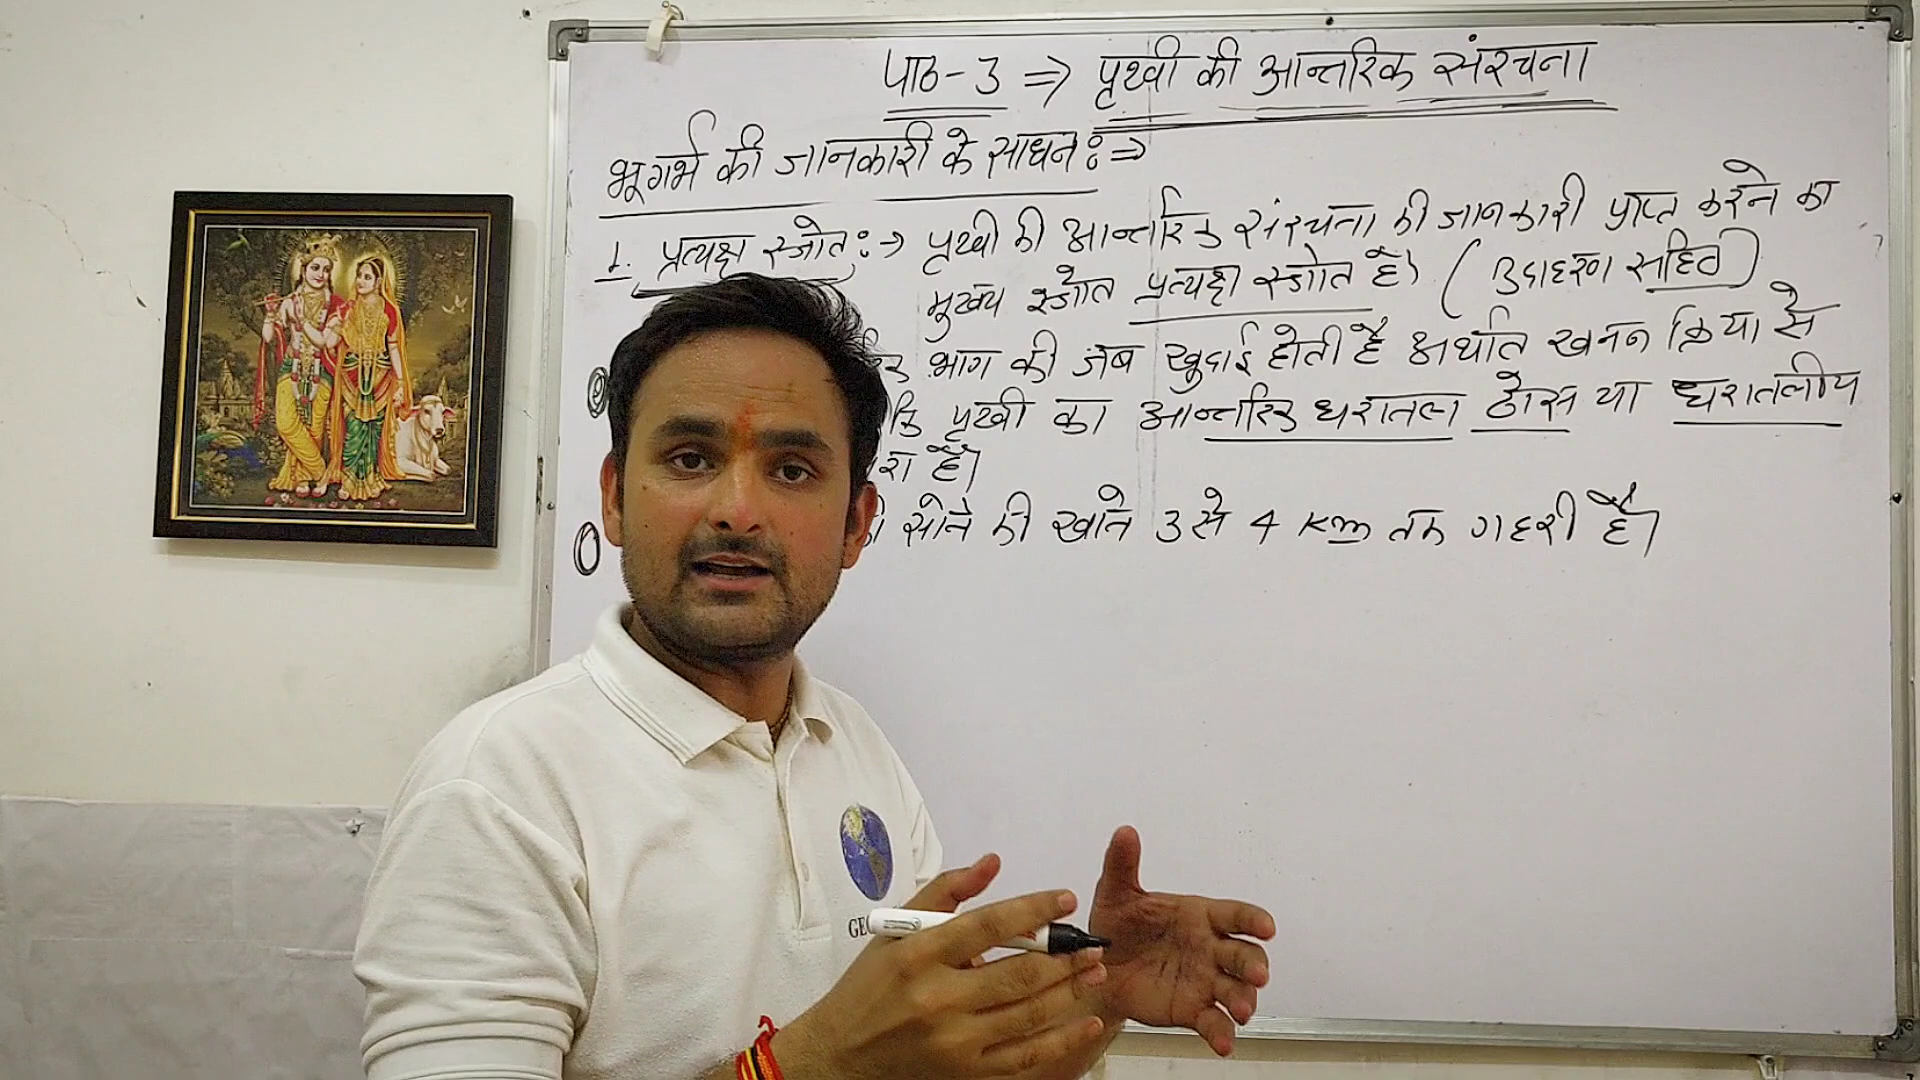 पाठ-3 ⇒ पृथ्वी की आन्तरिक संरचना
भूगर्भ की जानकारी के साधन :⇒
1. प्रत्यक्ष स्त्रोत :→ पृथ्वी की आन्तरिक संरचना की जानकारी प्राप्त करने का
मुख्य स्त्रोत प्रत्यक्ष स्त्रोत है। (उदाहरण सहित)
भाग की जब खुदाई होती है अर्थात खनन क्रिया से
कि पृथ्वी का आन्तरिक धरातल ठोस या धरातलीय
है।
सोने की खाने 3 से 4 km तक गहरी है।
GEO